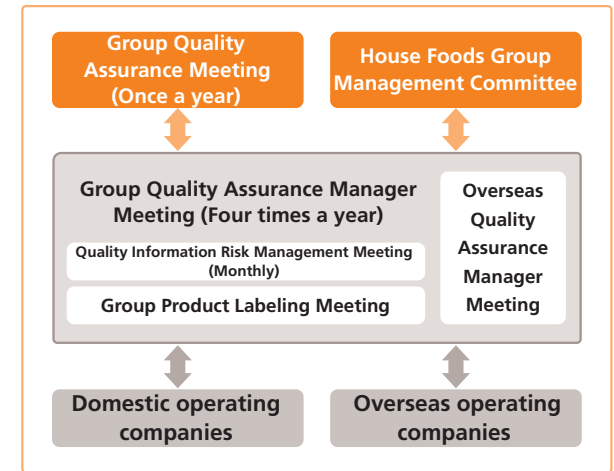 Group Quality
Assurance Meeting
(Once a year)
House Foods Group
Management Committee
Group Quality Assurance Manager
Meeting (Four times a year)
Quality Information Risk Management Meeting
(Monthly)
Group Product Labeling Meeting
Overseas
Quality
Assurance
Manager
Meeting
Domestic operating
companies
Overseas operating
companies